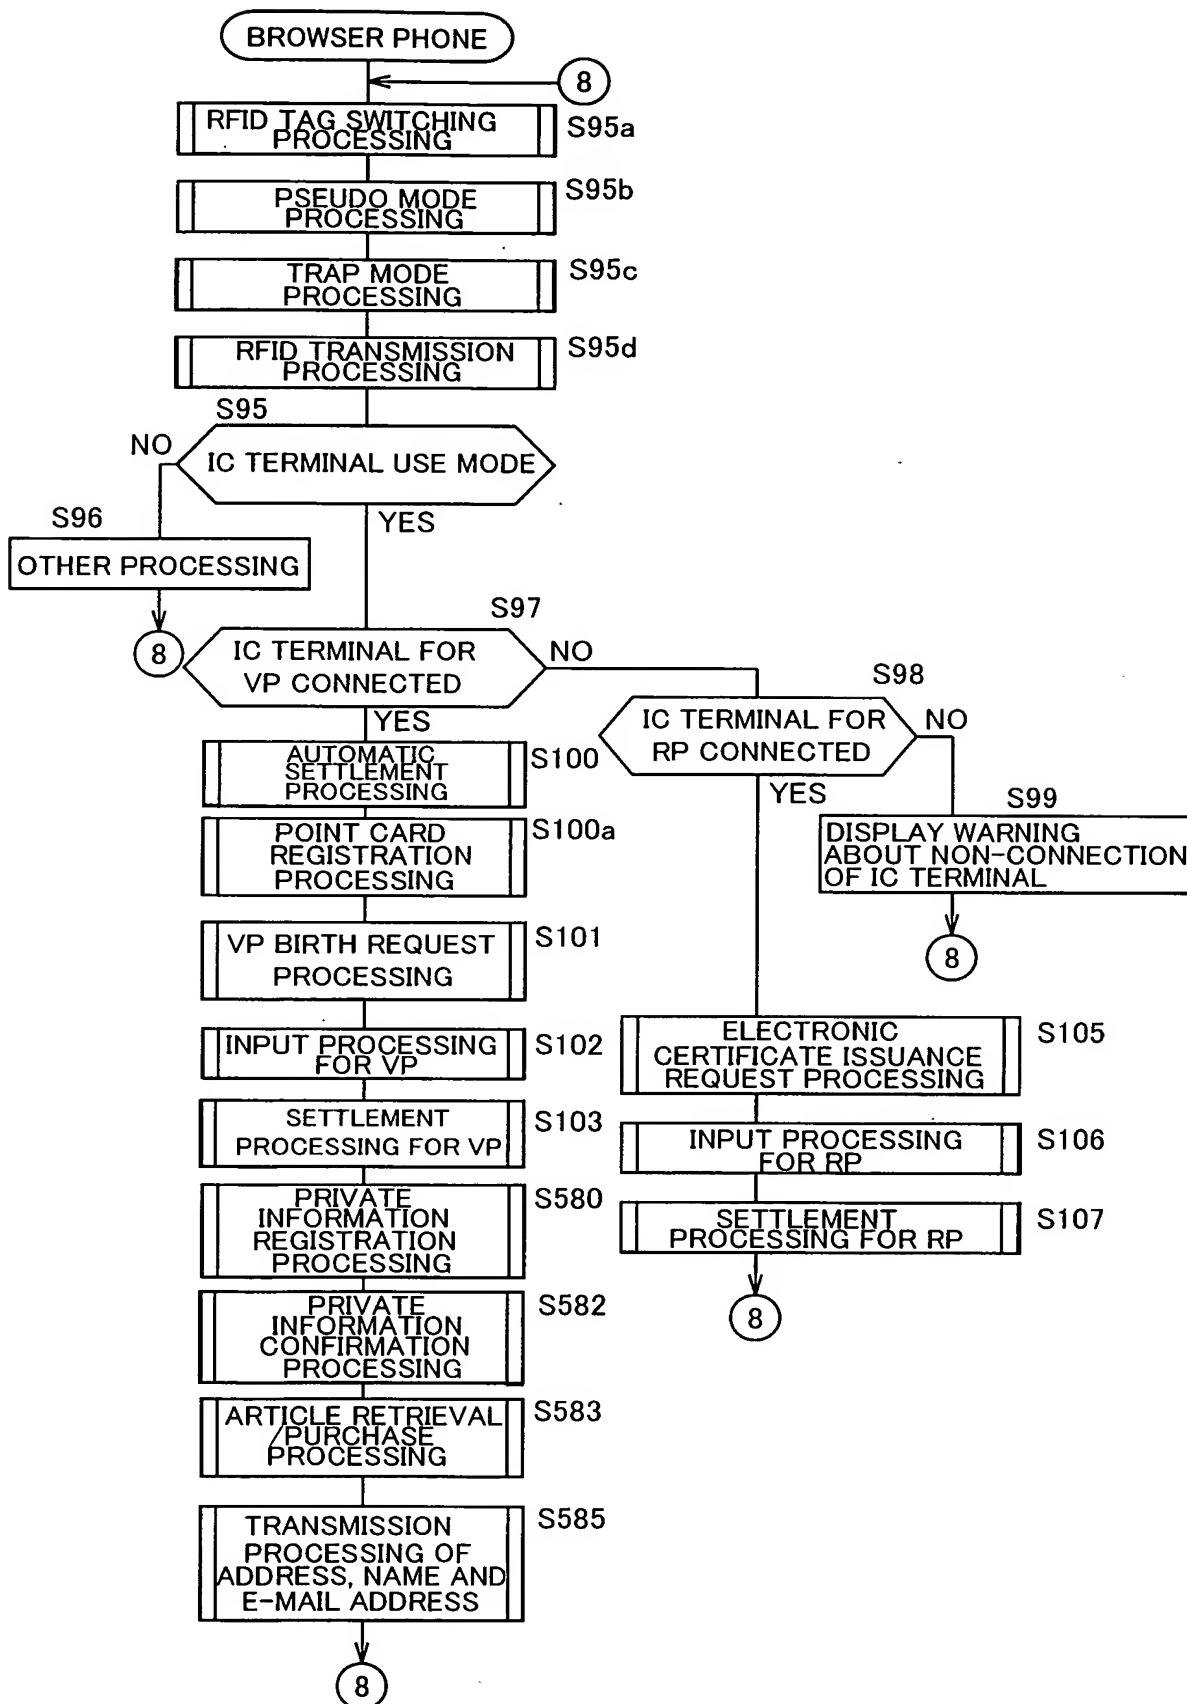 BROWSER PHONE
8
RFID TAG SWITCHING
PROCESSING
S95a
PSEUDO MODE
PROCESSING
S95b
TRAP MODE
PROCESSING
S95c
RFID TRANSMISSION
PROCESSING
S95d
S95
NO
IC TERMINAL USE MODE
YES
S96
OTHER PROCESSING
8
S97
IC TERMINAL FOR
VP CONNECTED
NO
YES
S98
IC TERMINAL FOR
RP CONNECTED
NO
YES
S99
DISPLAY WARNING
ABOUT NON-CONNECTION
OF IC TERMINAL
8
AUTOMATIC
SETTLEMENT
PROCESSING
S100
POINT CARD
REGISTRATION
PROCESSING
S100a
VP BIRTH REQUEST
PROCESSING
S101
INPUT PROCESSING
FOR VP
S102
SETTLEMENT
PROCESSING FOR VP
S103
PRIVATE
INFORMATION
REGISTRATION
PROCESSING
S580
PRIVATE
INFORMATION
CONFIRMATION
PROCESSING
S582
ARTICLE RETRIEVAL
/PURCHASE
PROCESSING
S583
TRANSMISSION
PROCESSING OF
ADDRESS, NAME AND
E-MAIL ADDRESS
S585
8
ELECTRONIC
CERTIFICATE ISSUANCE
REQUEST PROCESSING
S105
INPUT PROCESSING
FOR RP
S106
SETTLEMENT
PROCESSING FOR RP
S107
8